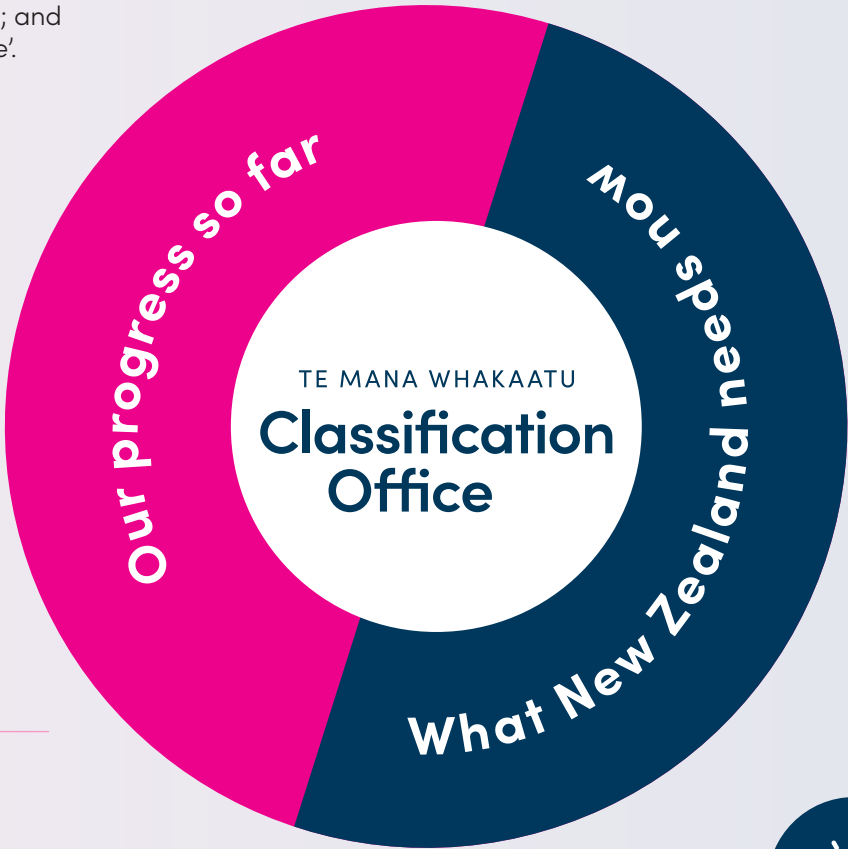 ; and
e’.
Our progress so far
What New Zealand needs now
TE MANA WHAKAATU
Classification
Office